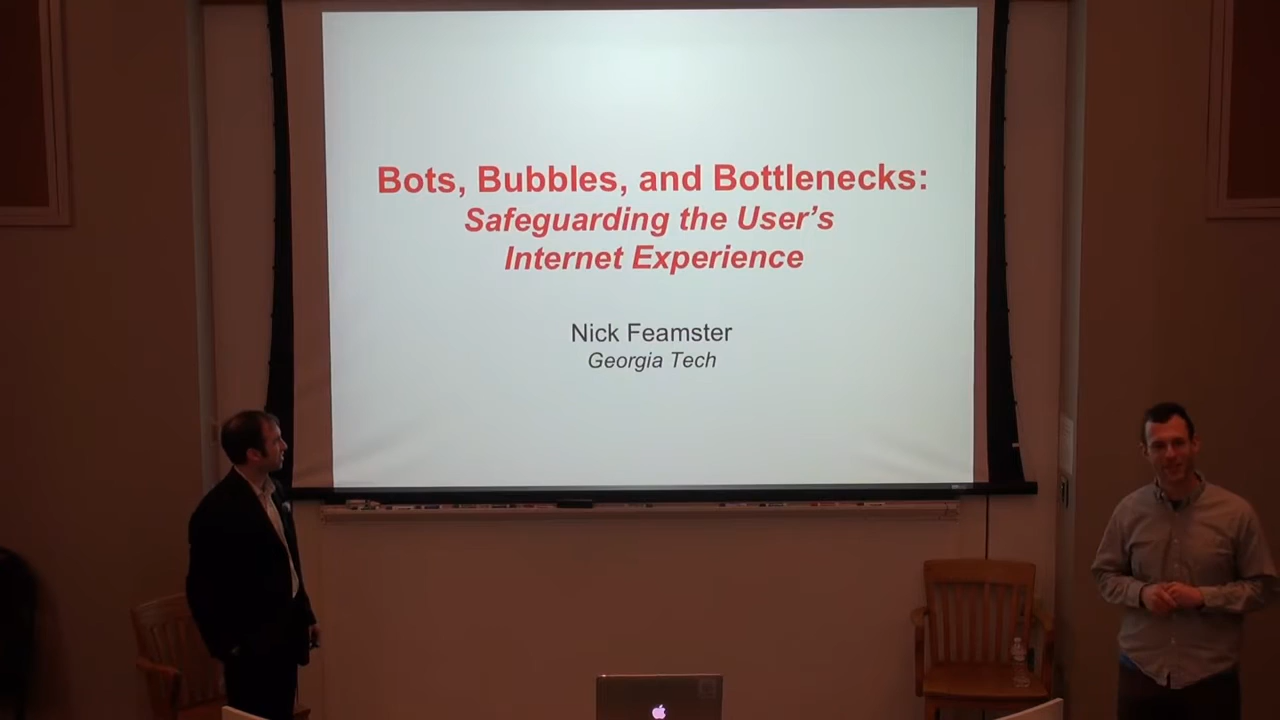 Bots, Bubbles, and Bottlenecks:
Safeguarding the User's
Internet Experience
Nick Feamster
Georgia Tech